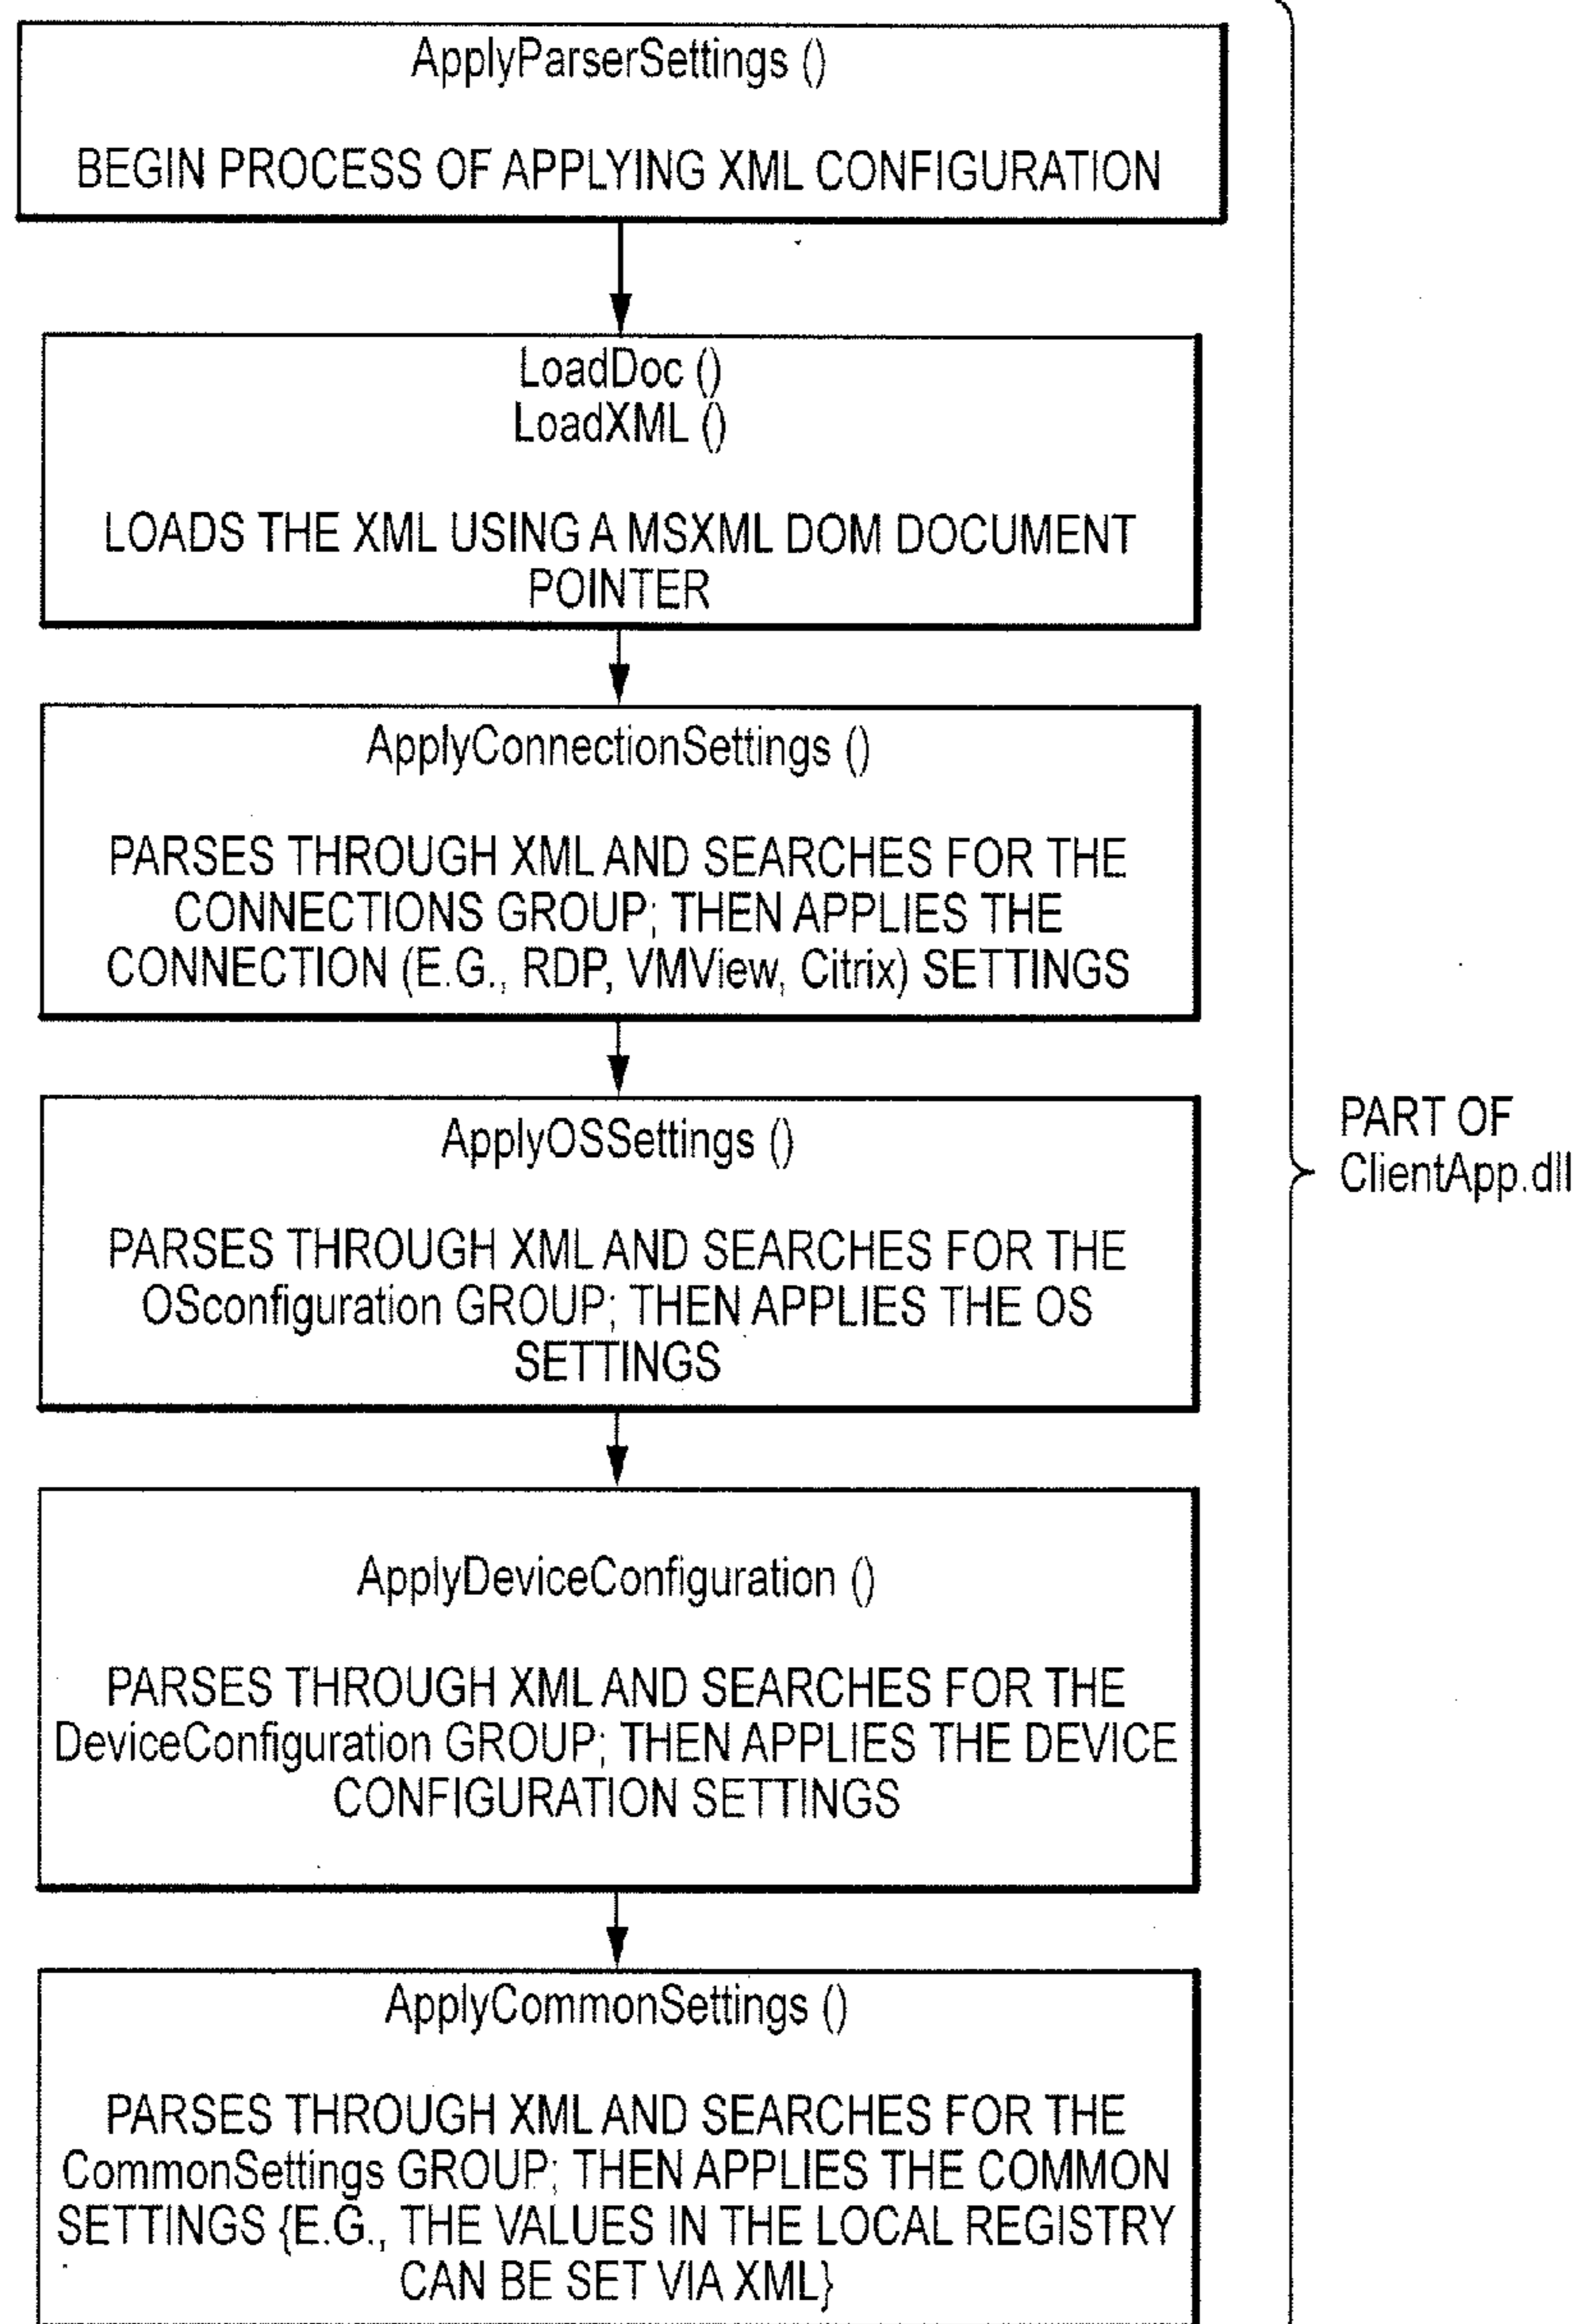 ApplyParserSettings ()
BEGIN PROCESS OF APPLYING XML CONFIGURATION
LoadDoc ()
LoadXML ()
LOADS THE XML USING A MSXML DOM DOCUMENT
POINTER
ApplyConnectionSettings ()
PARSES THROUGH XML AND SEARCHES FOR THE
CONNECTIONS GROUP; THEN APPLIES THE
CONNECTION (E.G., RDP, VMView, Citrix) SETTINGS
ApplyOSSettings ()
PARSES THROUGH XML AND SEARCHES FOR THE
OSconfiguration GROUP; THEN APPLIES THE OS
SETTINGS
ApplyDeviceConfiguration ()
PARSES THROUGH XML AND SEARCHES FOR THE
DeviceConfiguration GROUP; THEN APPLIES THE DEVICE
CONFIGURATION SETTINGS
ApplyCommonSettings ()
PARSES THROUGH XML AND SEARCHES FOR THE
CommonSettings GROUP; THEN APPLIES THE COMMON
SETTINGS {E.G., THE VALUES IN THE LOCAL REGISTRY
CAN BE SET VIA XML}
PART OF
ClientApp.dll